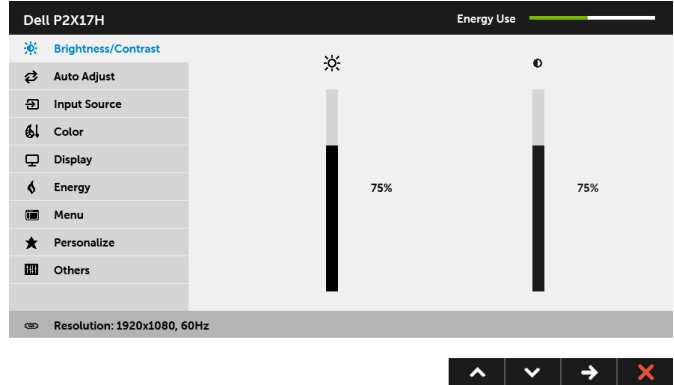 Dell P2X17H
Energy Use
Brightness/Contrast
Auto Adjust
Input Source
Color
Display
Energy
Menu
Personalize
Others
75%
75%
Resolution: 1920x1080, 60Hz